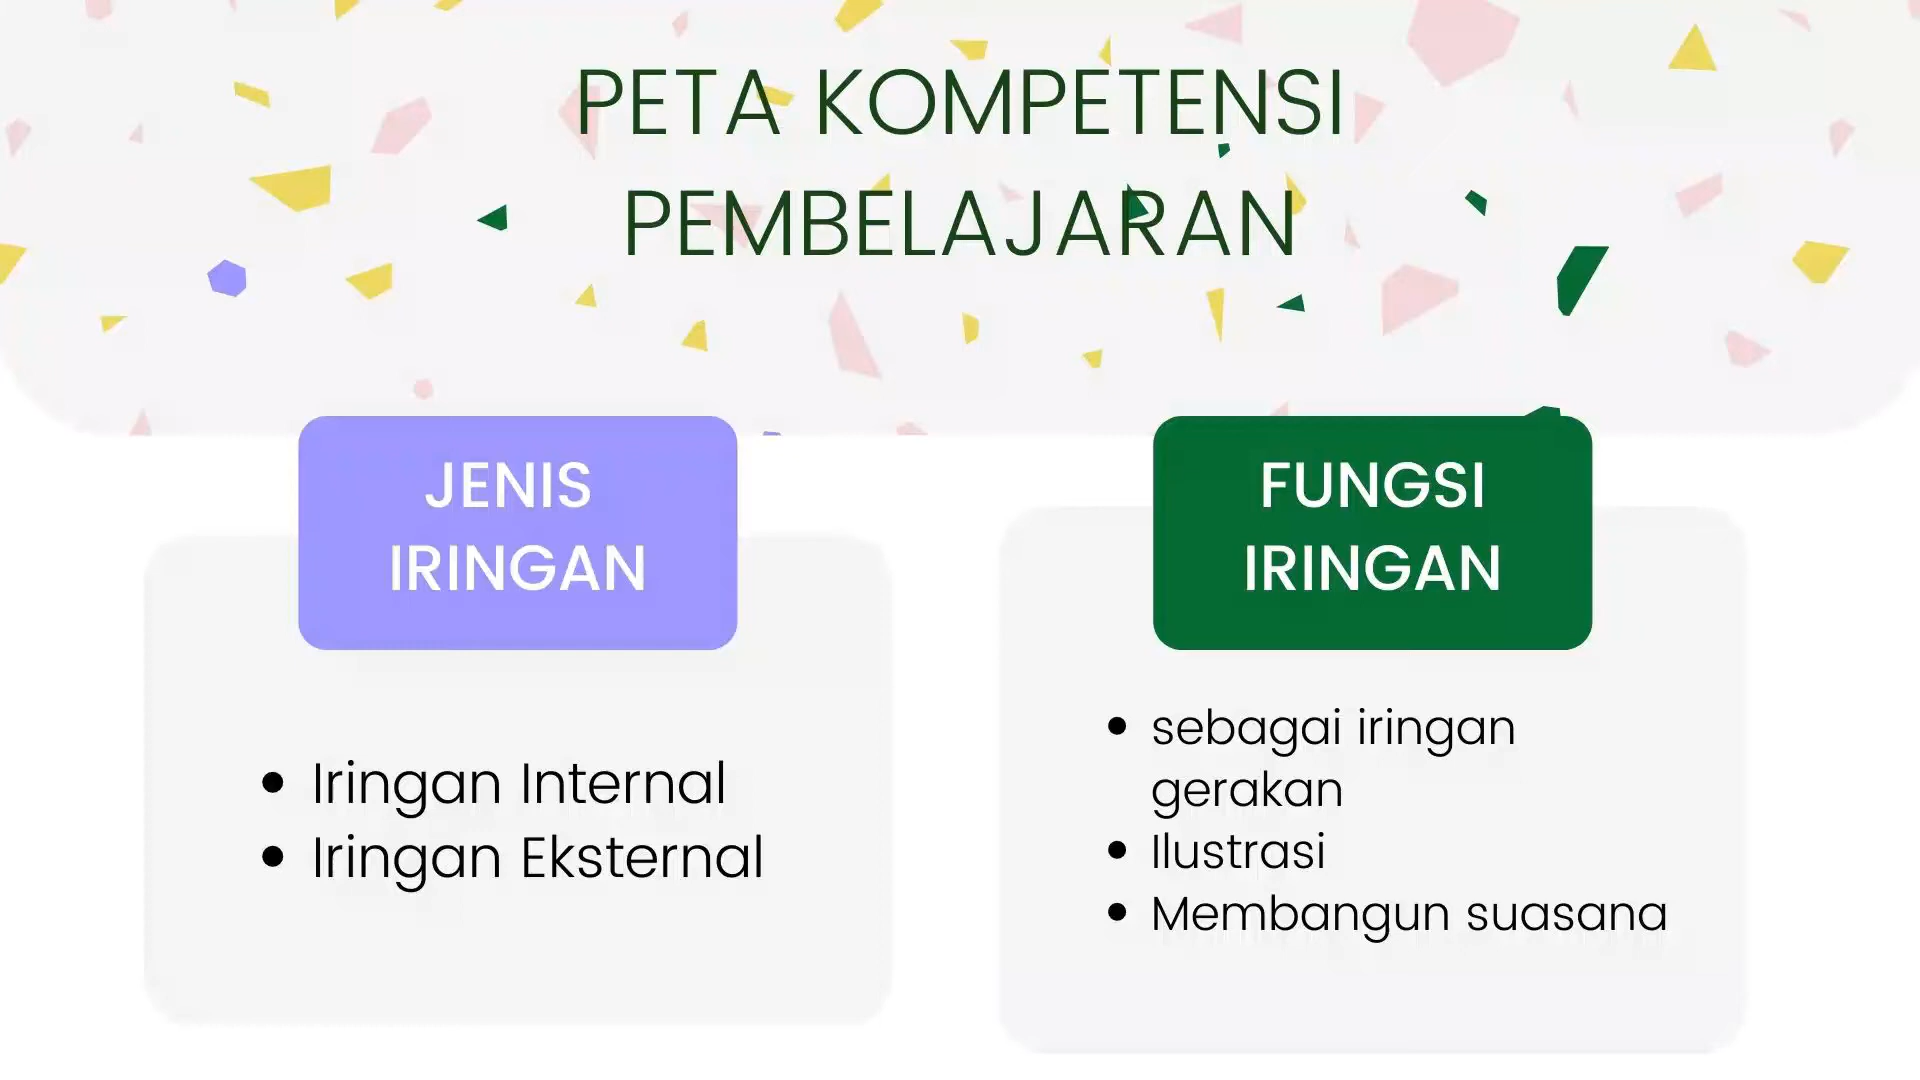 PETA KOMPETENSI
PEMBELAJARAN
JENIS
IRINGAN
• Iringan Internal
• Iringan Eksternal
FUNGSI
IRINGAN
• sebagai iringan
gerakan
• Ilustrasi
• Membangun suasana